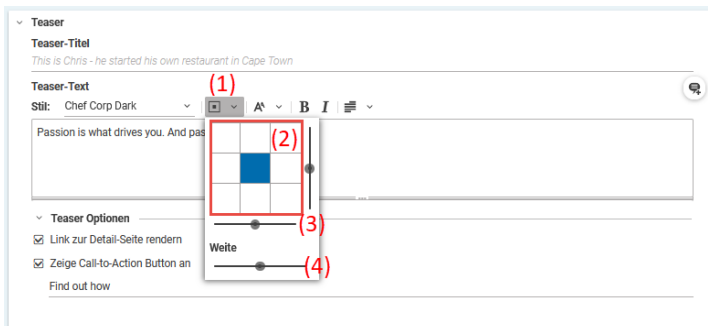 Teaser
Teaser-Titel
This is Chris - he started his own restaurant in Cape Town
Teaser-Text
(1)
Stil: Chef Corp Dark B I
Passion is what drives you. And pas
(2)
(3)
Teaser Optionen
Link zur Detail-Seite rendern
Weite
Zeige Call-to-Action Button an
(4)
Find out how